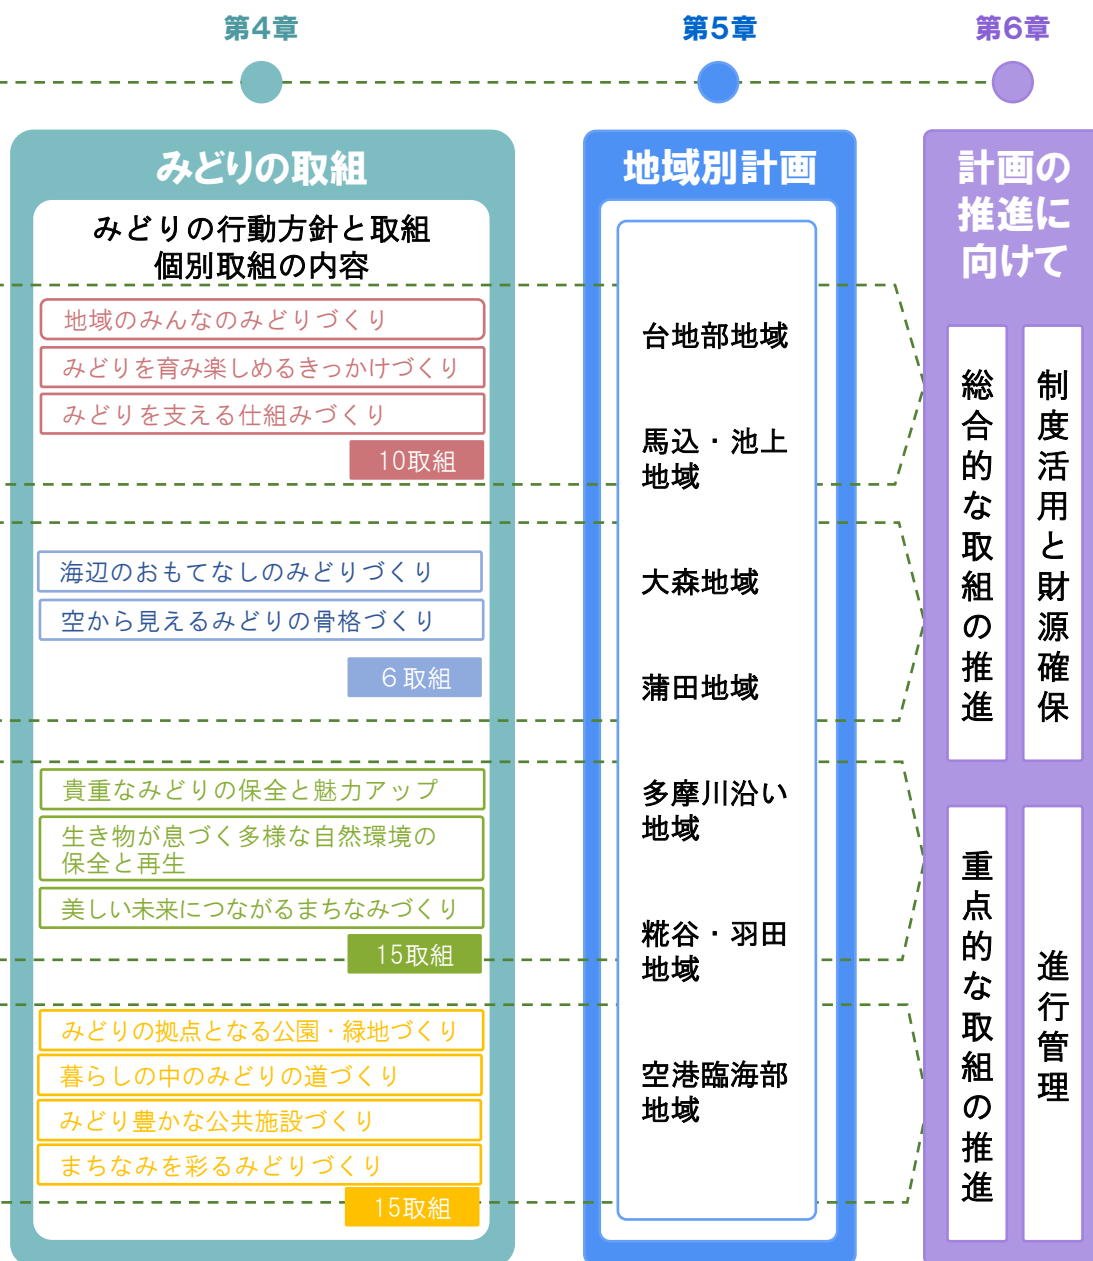 第4章
みどりの取組
みどりの行動方針と取組
個別取組の内容
地域のみんなのみどりづくり
みどりを育み楽しめるきっかけづくり
みどりを支える仕組みづくり
10取組
海辺のおもてなしのみどりづくり
空から見えるみどりの骨格づくり
６取組
貴重なみどりの保全と魅力アップ
生き物が息づく多様な自然環境の
保全と再生
美しい未来につながるまちなみづくり
15取組
みどりの拠点となる公園・緑地づくり
暮らしの中のみどりの道づくり
みどり豊かな公共施設づくり
まちなみを彩るみどりづくり
15取組
第5章
地域別計画
台地部地域
馬込・池上
地域
大森地域
蒲田地域
多摩川沿い
地域
糀谷・羽田
地域
空港臨海部
地域
第6章
計画の
推進に
向けて
総合的な取組の推進
制度活用と財源確保
重点的な取組の推進
進行管理